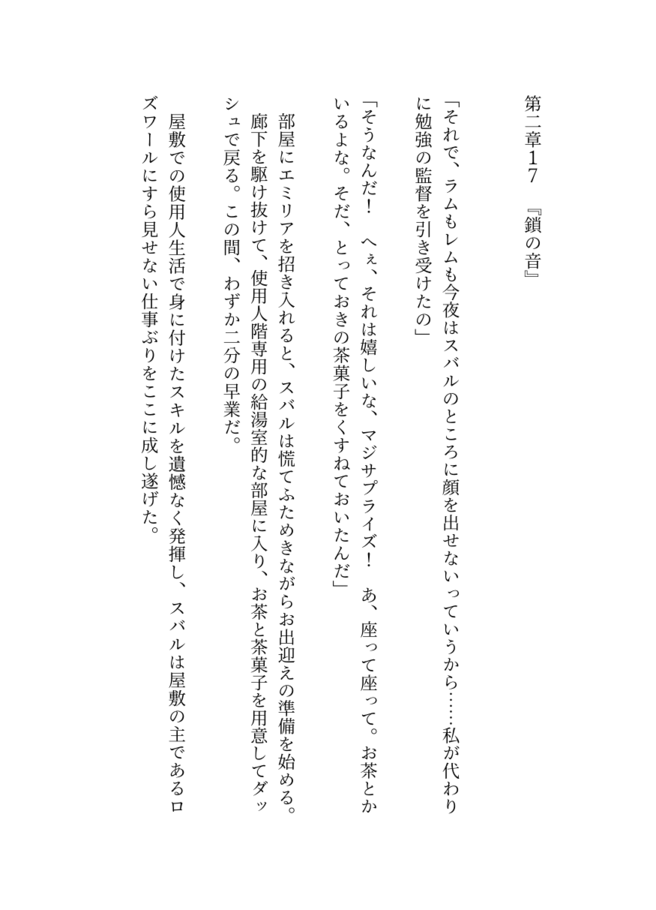 第二章１７　『鎖の音』
「それで、ラムもレムも今夜はスバルのところに顔を出せないっていうから……私が代わり
に勉強の監督を引き受けたの」
「そうなんだ！　へぇ、それは嬉しいな、マジサプライズ！　あ、座って座って。お茶とか
いるよな。そだ、とっておきの茶菓子をくすねておいたんだ」
　部屋にエミリアを招き入れると、スバルは慌てふためきながらお出迎えの準備を始める。
　廊下を駆け抜けて、使用人階専用の給湯室的な部屋に入り、お茶と茶菓子を用意してダッ
シュで戻る。この間、わずか二分の早業だ。
　屋敷での使用人生活で身に付けたスキルを遺憾なく発揮し、スバルは屋敷の主であるロ
ズワールにすら見せない仕事ぶりをここに成し遂げた。